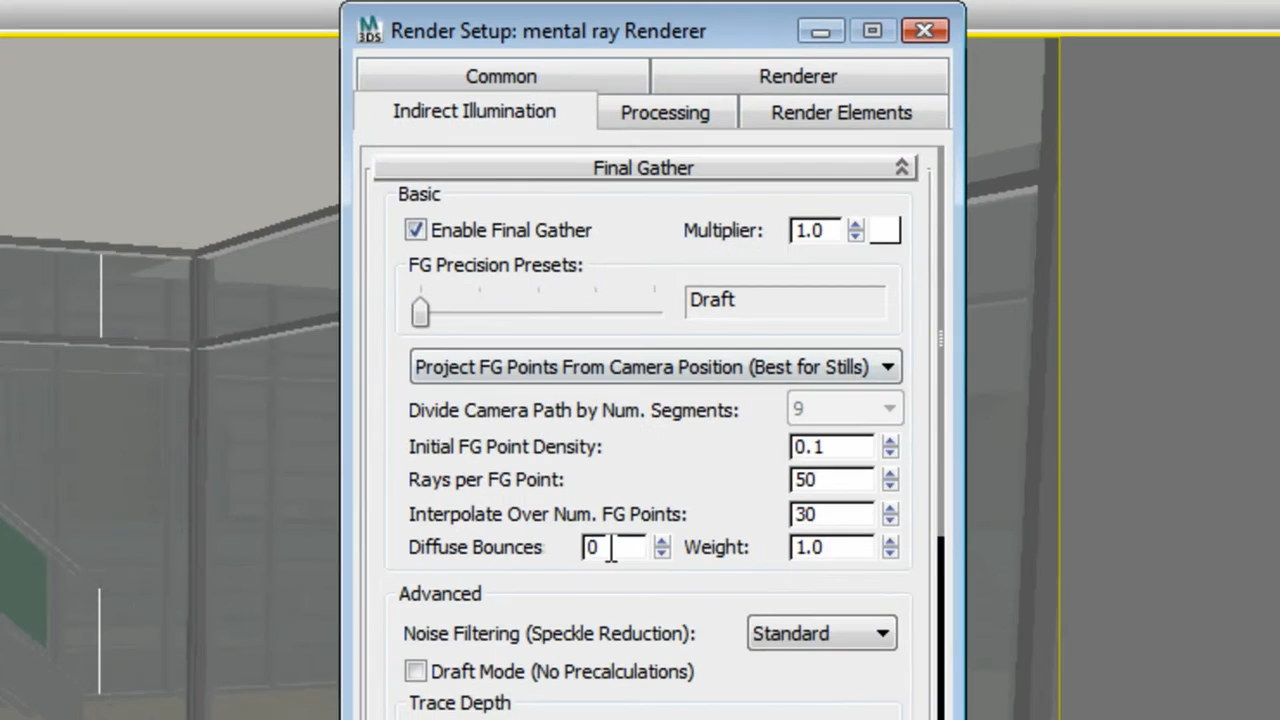 M
3DS
Render Setup: mental ray Renderer
Common
Renderer
Indirect Illumination
Processing
Render Elements
Final Gather
Basic
Enable Final Gather
Multiplier:
1.0
FG Precision Presets:
Draft
Project FG Points From Camera Position (Best for Stills)
Divide Camera Path by Num. Segments:
9
Initial FG Point Density:
0.1
Rays per FG Point:
50
Interpolate Over Num. FG Points:
30
Diffuse Bounces
0
Weight:
1.0
Advanced
Noise Filtering (Speckle Reduction):
Standard
Draft Mode (No Precalculations)
Trace Depth